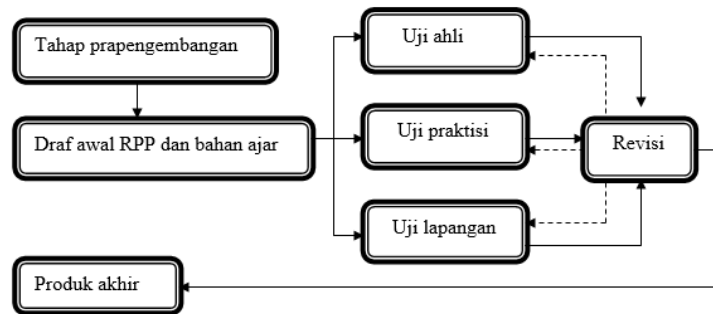 Tahap prapengembangan
Draf awal RPP dan bahan ajar
Uji ahli
Uji praktisi
Uji lapangan
Revisi
Produk akhir